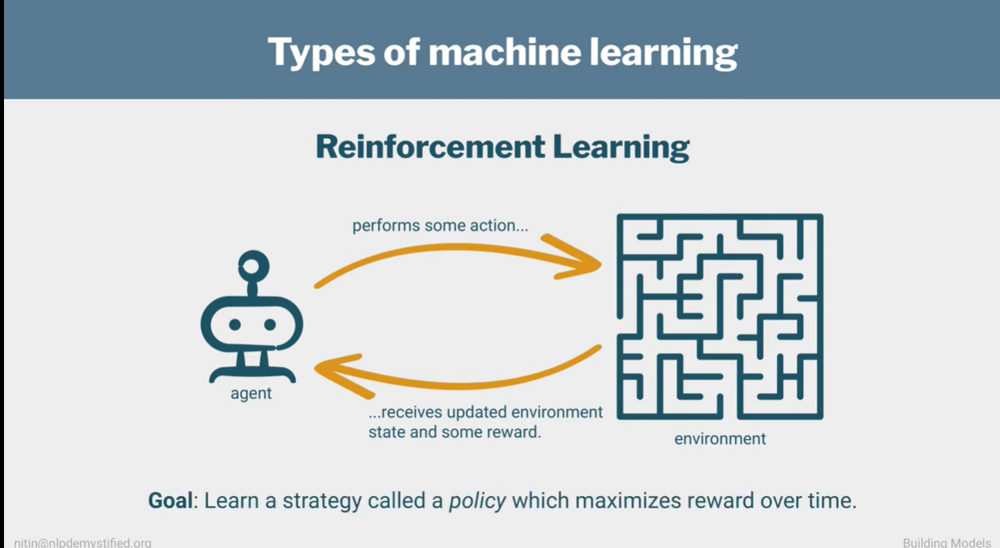 Types of machine learning
Reinforcement Learning
performs some action...
agent
...receives updated environment
state and some reward.
environment
Goal: Learn a strategy called a policy which maximizes reward over time.
nitin@nlpdemystified.org
Building Models